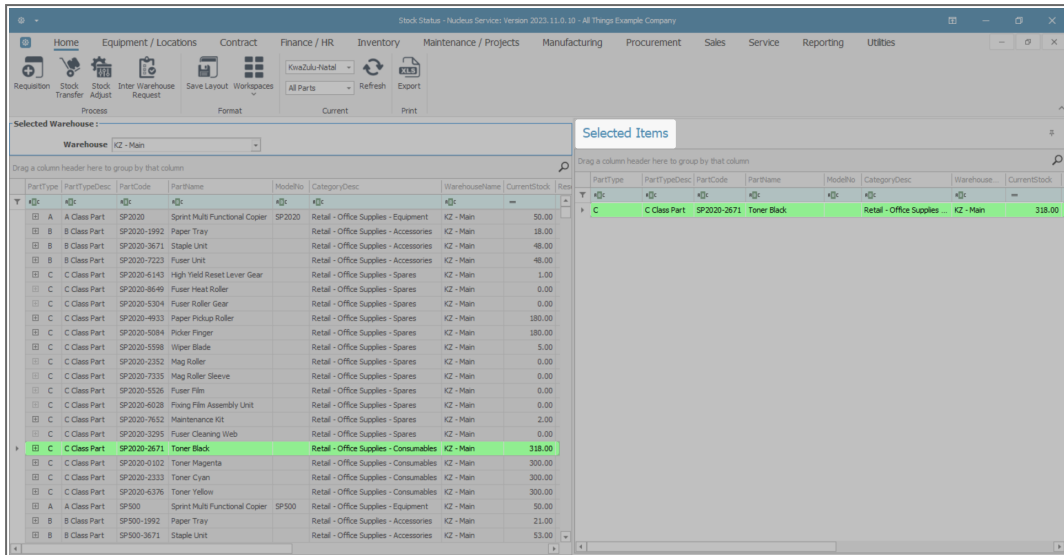 Stock Status - Nucleus Service: Version 2023.11.0.10 - All Things Example Company
Home Equipment / Locations Contract Finance / HR Inventory Maintenance / Projects Manufacturing Procurement Sales Service Reporting Utilities
Requisition Stock Transfer Stock Adjust Inter Warehouse Request Save Layout Workspaces KwaZulu-Natal All Parts Refresh Export
Process Format Current Print
Selected Warehouse :
Warehouse KZ - Main
Drag a column header here to group by that column
PartType PartTypeDesc PartCode PartName ModelNo CategoryDesc WarehouseName CurrentStock Rese
A A Class Part SP2020 Sprint Multi Functional Copier SP2020 Retail - Office Supplies - Equipment KZ - Main 50.00
B B Class Part SP2020-1992 Paper Tray Retail - Office Supplies - Accessories KZ - Main 18.00
B B Class Part SP2020-3671 Staple Unit Retail - Office Supplies - Accessories KZ - Main 48.00
B B Class Part SP2020-7223 Fuser Unit Retail - Office Supplies - Accessories KZ - Main 48.00
C C Class Part SP2020-6143 High Yield Reset Lever Gear Retail - Office Supplies - Spares KZ - Main 1.00
C C Class Part SP2020-8649 Fuser Heat Roller Retail - Office Supplies - Spares KZ - Main 0.00
C C Class Part SP2020-5304 Fuser Roller Gear Retail - Office Supplies - Spares KZ - Main 0.00
C C Class Part SP2020-4933 Paper Pickup Roller Retail - Office Supplies - Spares KZ - Main 180.00
C C Class Part SP2020-5084 Picker Finger Retail - Office Supplies - Spares KZ - Main 180.00
C C Class Part SP2020-5598 Wiper Blade Retail - Office Supplies - Spares KZ - Main 5.00
C C Class Part SP2020-2352 Mag Roller Retail - Office Supplies - Spares KZ - Main 0.00
C C Class Part SP2020-7335 Mag Roller Sleeve Retail - Office Supplies - Spares KZ - Main 0.00
C C Class Part SP2020-5526 Fuser Film Retail - Office Supplies - Spares KZ - Main 0.00
C C Class Part SP2020-6028 Fixing Film Assembly Unit Retail - Office Supplies - Spares KZ - Main 0.00
C C Class Part SP2020-7652 Maintenance Kit Retail - Office Supplies - Spares KZ - Main 2.00
C C Class Part SP2020-3295 Fuser Cleaning Web Retail - Office Supplies - Spares KZ - Main 0.00
C C Class Part SP2020-2671 Toner Black Retail - Office Supplies - Consumables KZ - Main 318.00
C C Class Part SP2020-0102 Toner Magenta Retail - Office Supplies - Consumables KZ - Main 300.00
C C Class Part SP2020-2333 Toner Cyan Retail - Office Supplies - Consumables KZ - Main 300.00
C C Class Part SP2020-6376 Toner Yellow Retail - Office Supplies - Consumables KZ - Main 300.00
A A Class Part SP500 Sprint Multi Functional Copier SP500 Retail - Office Supplies - Equipment KZ - Main 50.00
B B Class Part SP500-1992 Paper Tray Retail - Office Supplies - Accessories KZ - Main 21.00
B B Class Part SP500-3671 Staple Unit Retail - Office Supplies - Accessories KZ - Main 53.00
Selected Items
Drag a column header here to group by that column
PartType PartTypeDesc PartCode PartName ModelNo CategoryDesc Warehouse... CurrentStock
C C Class Part SP2020-2671 Toner Black Retail - Office Supplies ... KZ - Main 318.00